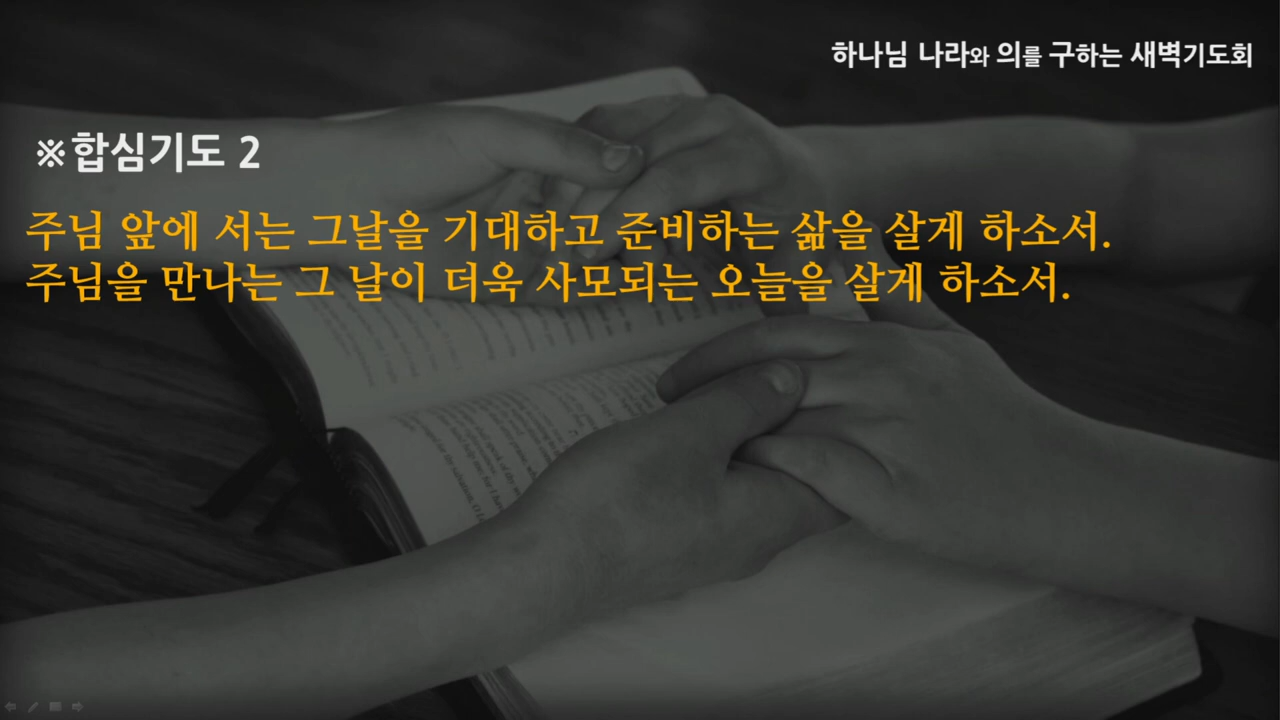 하나님 나라와 의를 구하는 새벽기도회
※합심기도 2
주님 앞에 서는 그날을 기대하고 준비하는 삶을 살게 하소서.
주님을 만나는 그 날이 더욱 사모되는 오늘을 살게 하소서.